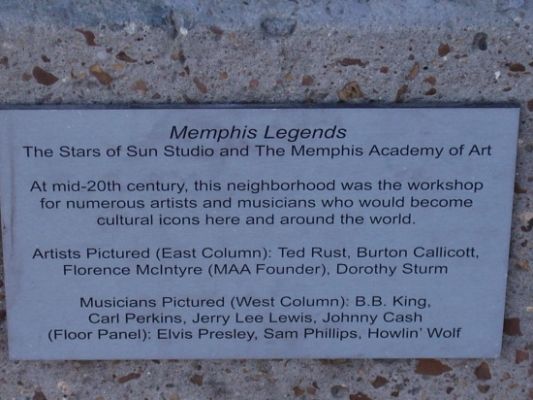 Memphis Legends
The Stars of Sun Studio and The Memphis Academy of Art
At mid-20th century, this neighborhood was the workshop
for numerous artists and musicians who would become
cultural icons here and around the world.
Artists Pictured (East Column): Ted Rust, Burton Callicott,
Florence McIntyre (MAA Founder), Dorothy Sturm
Musicians Pictured (West Column): B.B. King,
Carl Perkins, Jerry Lee Lewis, Johnny Cash
(Floor Panel): Elvis Presley, Sam Phillips, Howlin' Wolf